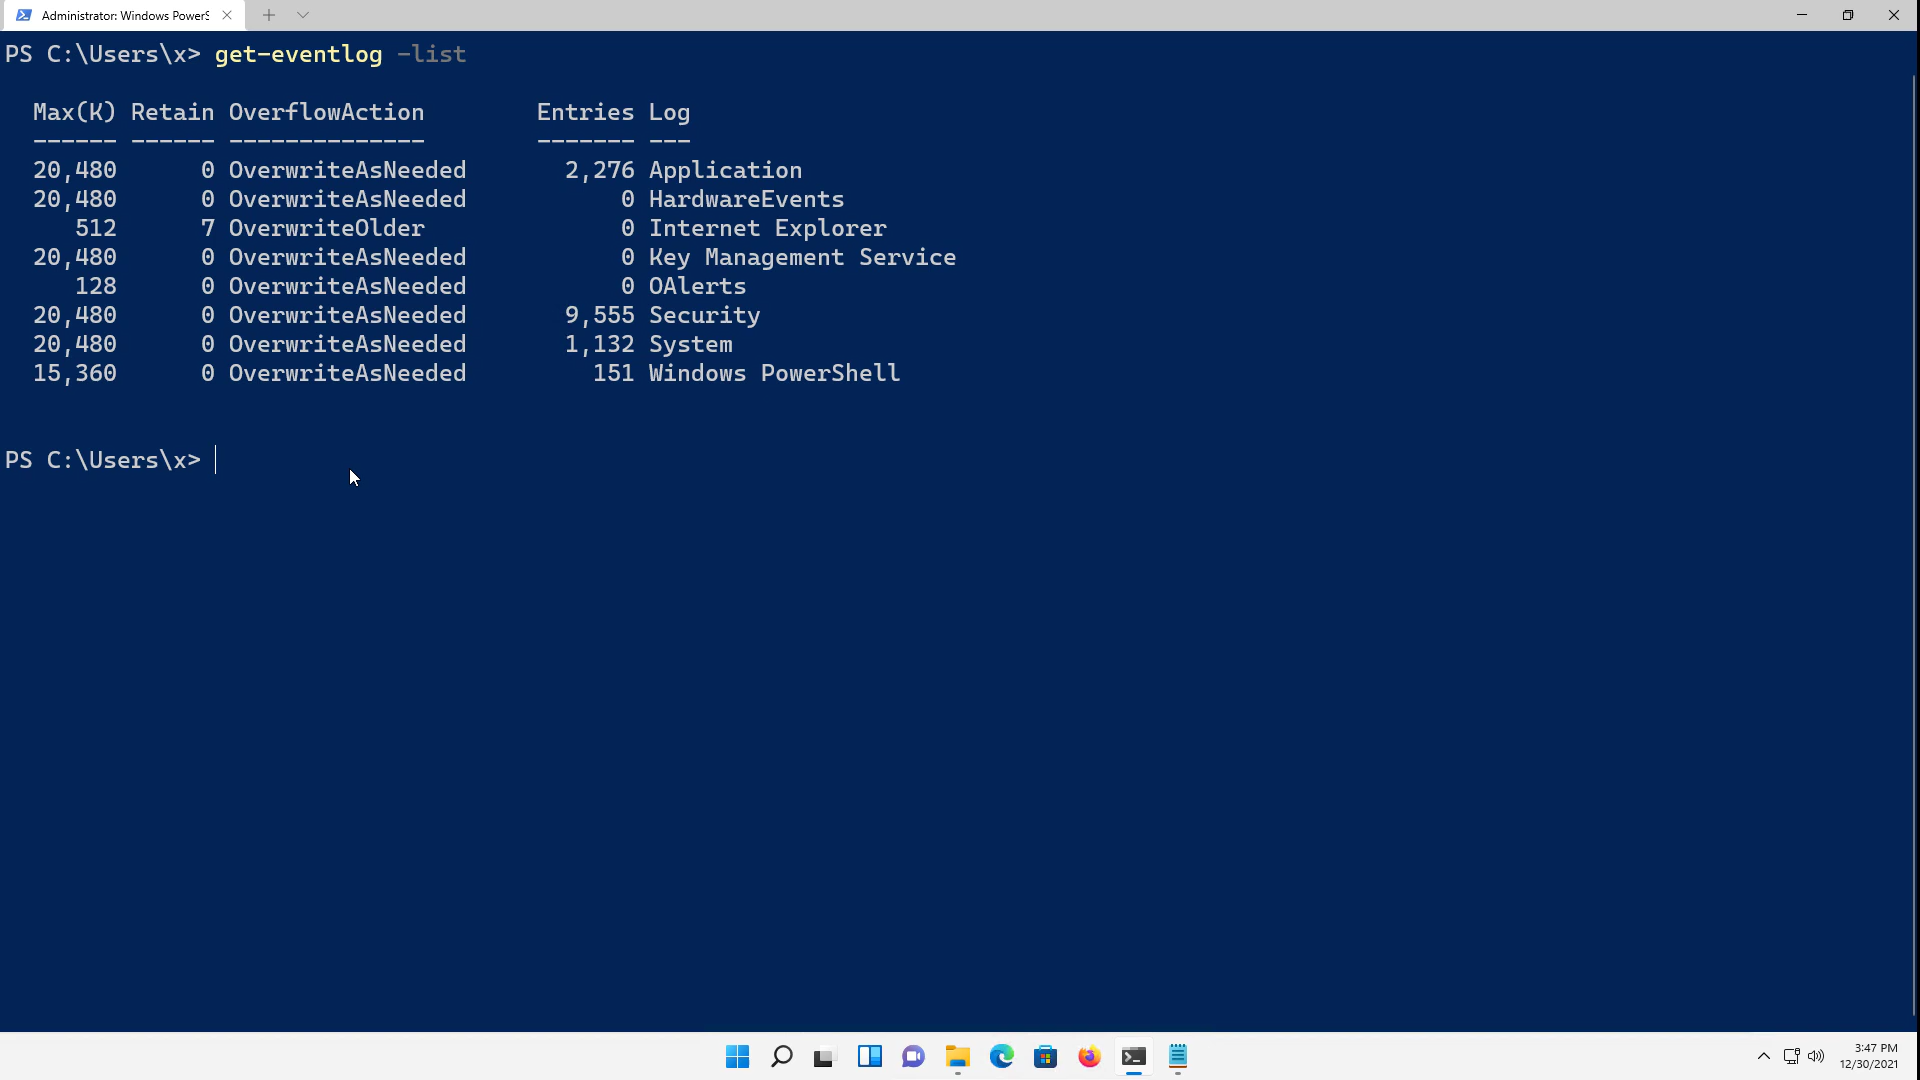 Administrator: Windows PowerS
PS C:\Users\x> get-eventlog -list
Max(K) Retain OverflowAction        Entries Log
------ ------ --------------        ------- ---
20,480      0 OverwriteAsNeeded       2,276 Application
20,480      0 OverwriteAsNeeded           0 HardwareEvents
512      7 OverwriteOlder              0 Internet Explorer
20,480      0 OverwriteAsNeeded           0 Key Management Service
128      0 OverwriteAsNeeded           0 OAlerts
20,480      0 OverwriteAsNeeded       9,555 Security
20,480      0 OverwriteAsNeeded       1,132 System
15,360      0 OverwriteAsNeeded         151 Windows PowerShell
PS C:\Users\x>
3:47 PM
12/30/2021